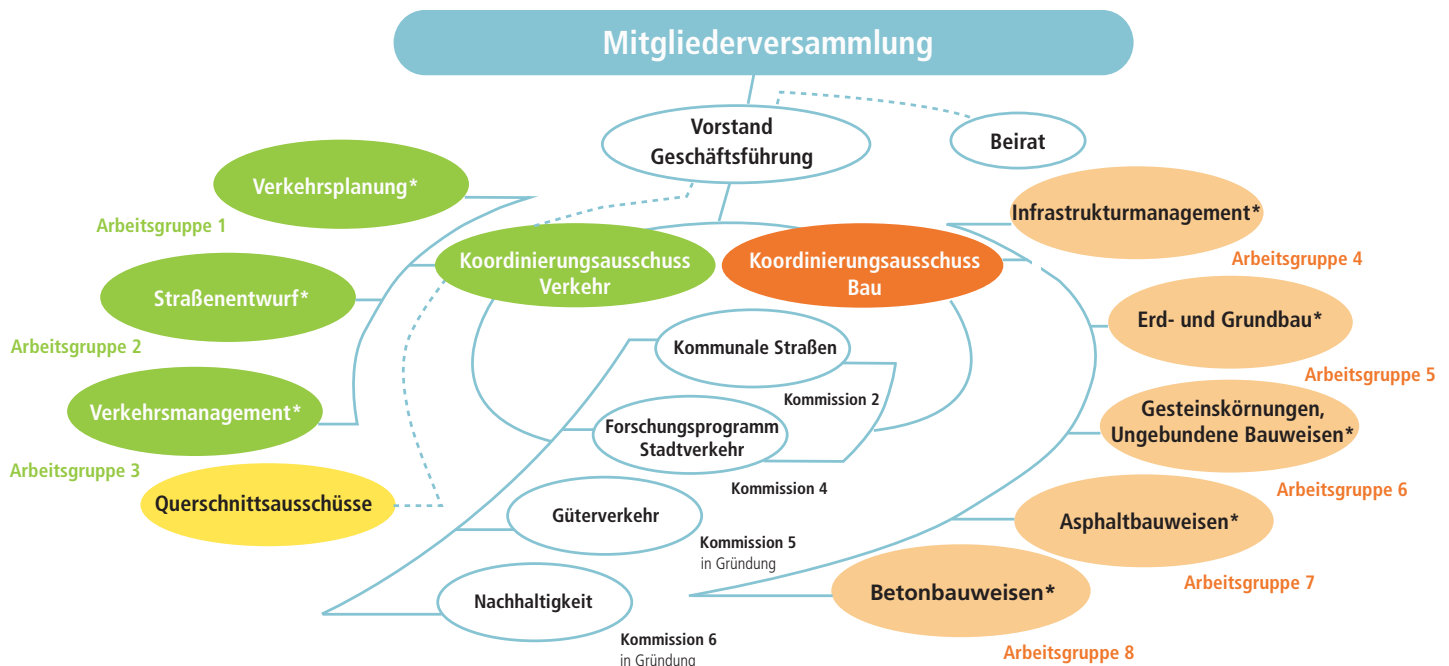 Mitgliederversammlung
Vorstand
Geschäftsführung
Beirat
Verkehrsplanung*
Arbeitsgruppe 1
Infrastrukturmanagement*
Arbeitsgruppe 4
Koordinierungsausschuss
Verkehr
Koordinierungsausschuss
Bau
Straßenentwurf*
Arbeitsgruppe 2
Erd- und Grundbau*
Arbeitsgruppe 5
Kommunale Straßen
Kommission 2
Verkehrsmanagement*
Arbeitsgruppe 3
Forschungsprogramm
Stadtverkehr
Kommission 4
Gesteinskörnungen,
Ungebundene Bauweisen*
Arbeitsgruppe 6
Querschnittsausschüsse
Güterverkehr
Kommission 5
in Gründung
Asphaltbauweisen*
Arbeitsgruppe 7
Nachhaltigkeit
Kommission 6
in Gründung
Betonbauweisen*
Arbeitsgruppe 8